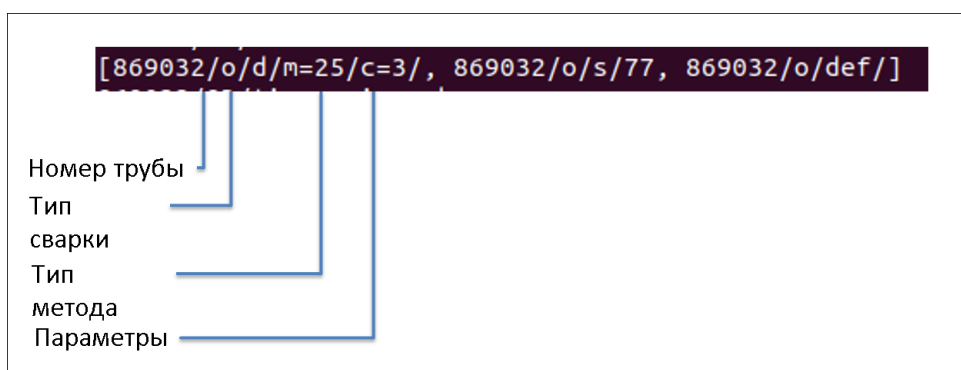 [869032/o/d/m=25/c=3/, 869032/o/s/77, 869032/o/def/]
Номер трубы
Тип
сварки
Тип
метода
Параметры